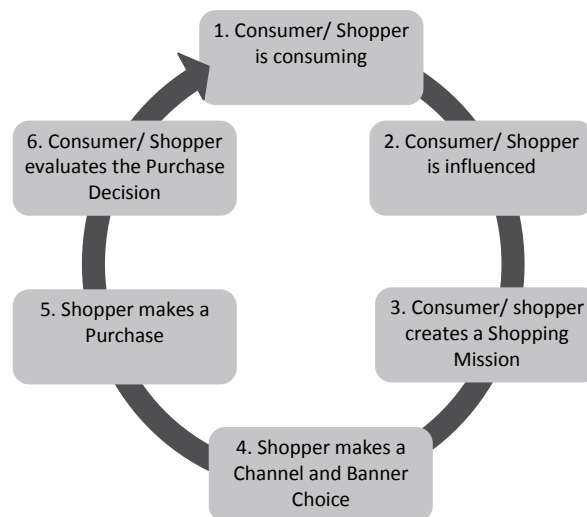 1. Consumer/ Shopper
is consuming
2. Consumer/ Shopper
is influenced
3. Consumer/ shopper
creates a Shopping
Mission
4. Shopper makes a
Channel and Banner
Choice
5. Shopper makes a
Purchase
6. Consumer/ Shopper
evaluates the Purchase
Decision